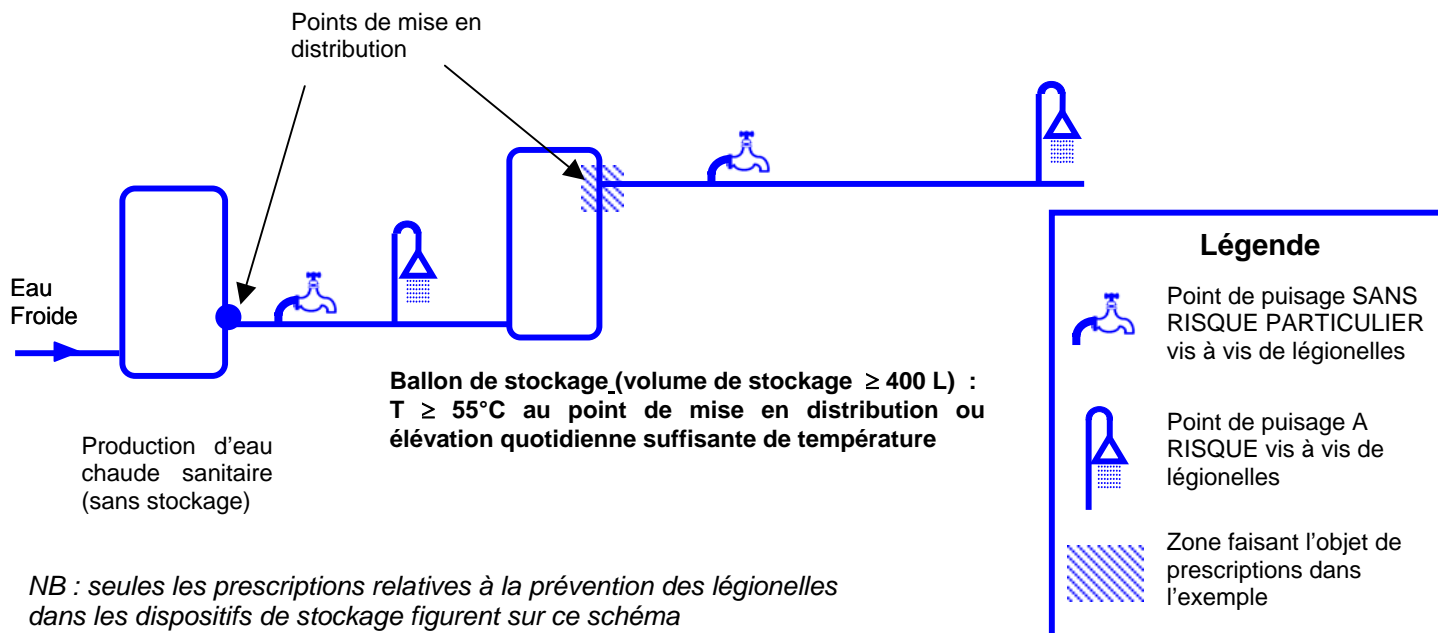 Points de mise en
distribution
Eau
Froide
Production d'eau
chaude sanitaire
(sans stockage)
Ballon de stockage (volume de stockage ≥ 400 L) :
T ≥ 55°C au point de mise en distribution ou
élévation quotidienne suffisante de température
NB : seules les prescriptions relatives à la prévention des légionelles
dans les dispositifs de stockage figurent sur ce schéma
Légende
Point de puisage SANS
RISQUE PARTICULIER
vis à vis de légionelles
Point de puisage A
RISQUE vis à vis de
légionelles
Zone faisant l'objet de
prescriptions dans
l'exemple